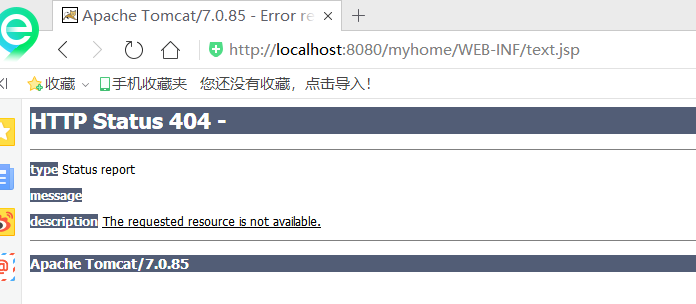 Apache Tomcat/7.0.85 - Error re
http://localhost:8080/myhome/WEB-INF/text.jsp
收藏 手机收藏夹 您还没有收藏，点击导入！
HTTP Status 404 -
type Status report
message
description The requested resource is not available.
Apache Tomcat/7.0.85